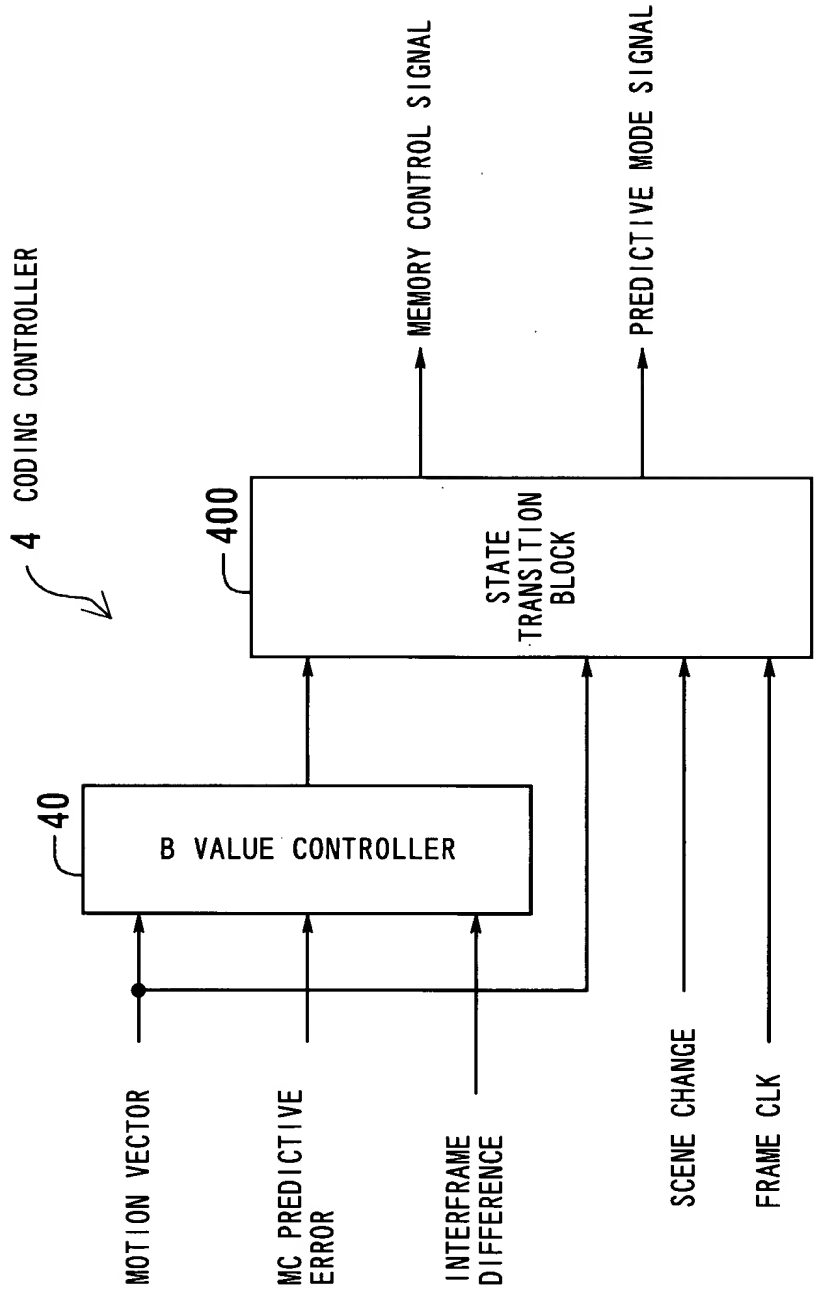 4 CODING CONTROLLER
40
B VALUE CONTROLLER
400
STATE
TRANSITION
BLOCK
MOTION VECTOR
MC PREDICTIVE
ERROR
INTERFRAME
DIFFERENCE
SCENE CHANGE
FRAME CLK
MEMORY CONTROL SIGNAL
PREDICTIVE MODE SIGNAL